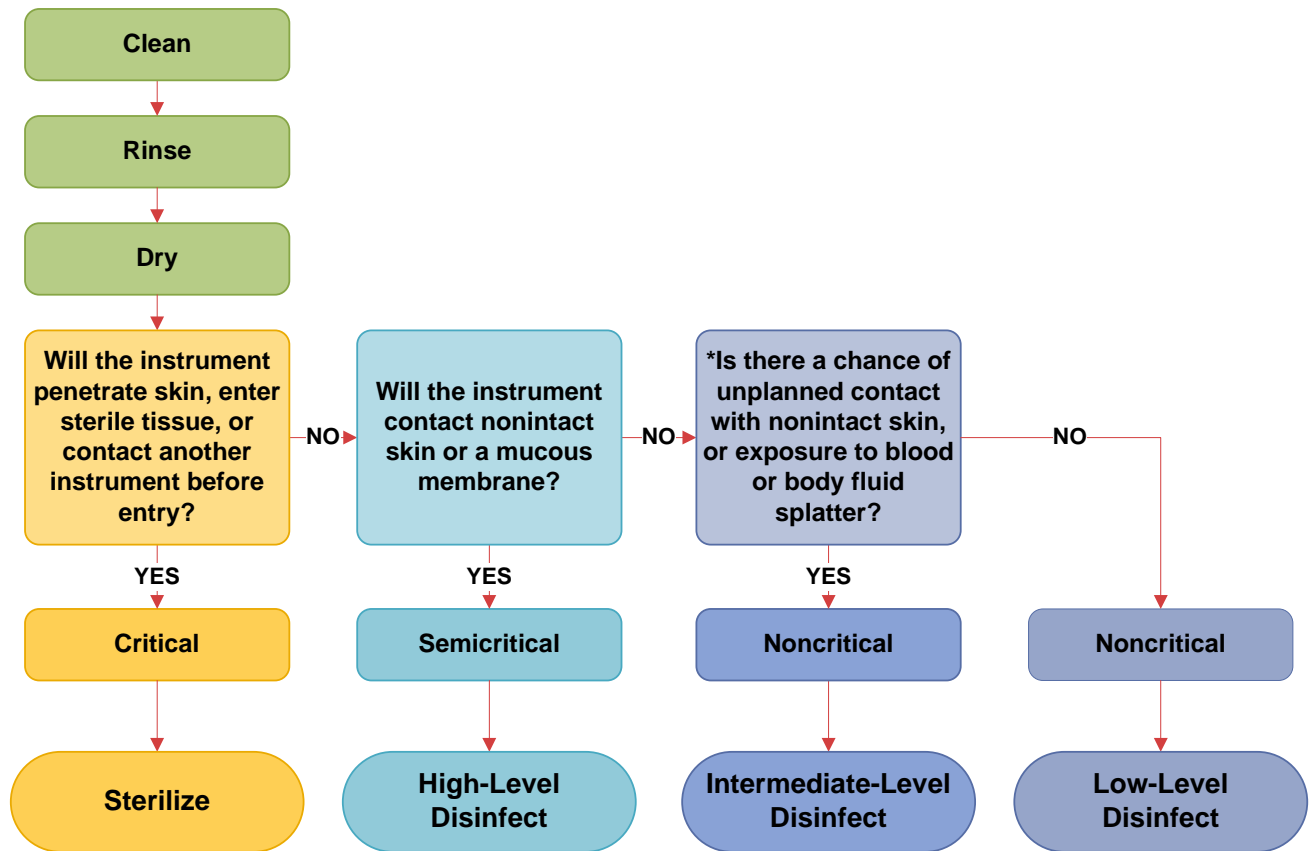 Clean
Rinse
Dry
Will the instrument
penetrate skin, enter
sterile tissue, or
contact another
instrument before
entry?
NO
Will the instrument
contact nonintact
skin or a mucous
membrane?
NO
*Is there a chance of
unplanned contact
with nonintact skin,
or exposure to blood
or body fluid
splatter?
NO
YES
YES
YES
Critical
Semicritical
Noncritical
Noncritical
Sterilize
High-Level
Disinfect
Intermediate-Level
Disinfect
Low-Level
Disinfect